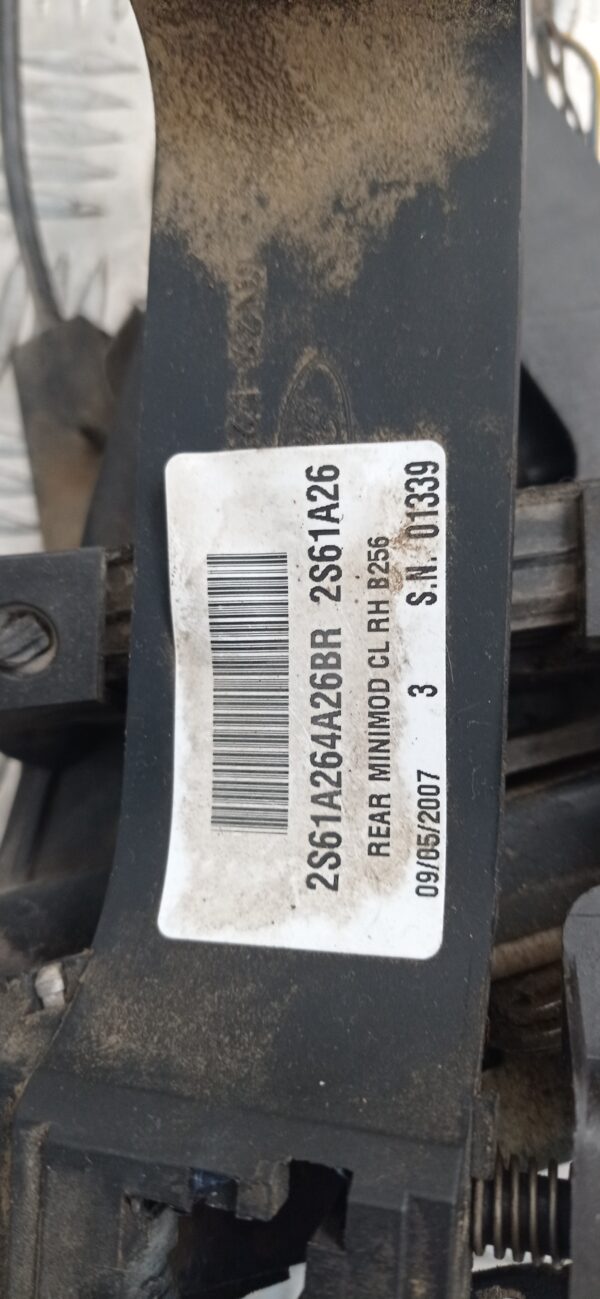 2S61A264A26BR 2S61A26
REAR MINIMOD CL RH B256
09/05/2007 3 S.N. 01339